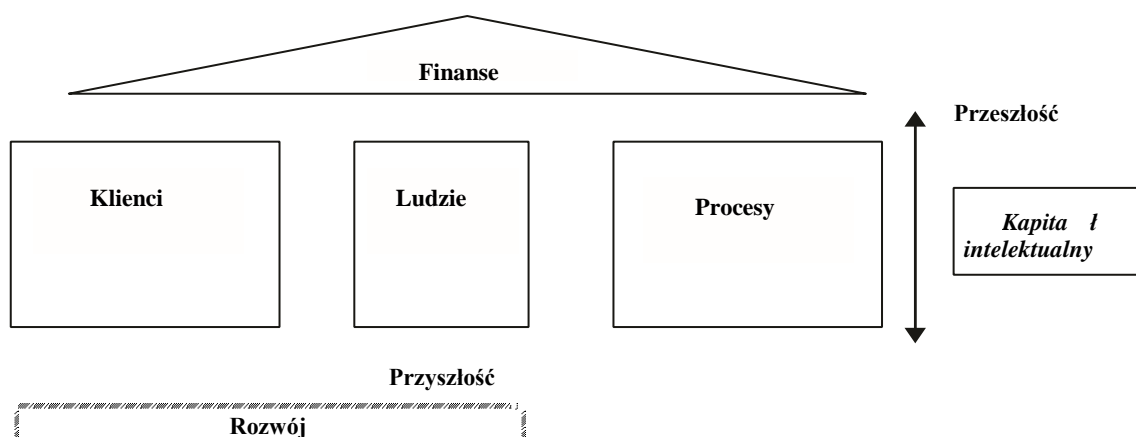 Finanse
Przeszłość
Klienci
Ludzie
Procesy
Kapita ł
intelektualny
Przyszłość
Rozwój